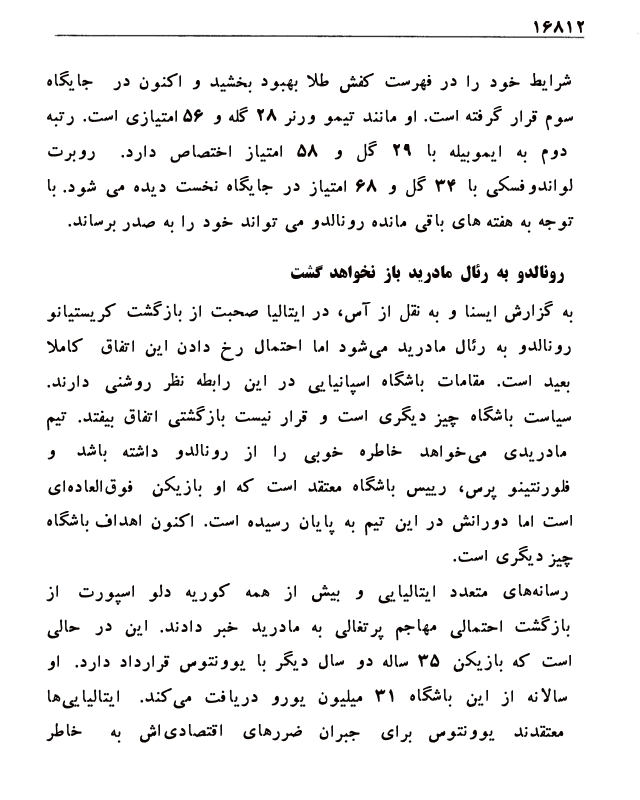 ۱۶۸۱۲
شرایط خود را در فهرست کفش طلا بهبود بخشید و اکنون در جایگاه
سوم قرار گرفته است. او مانند تیمو ورنر ۲۸ گله و ۵۶ امتیازی است. رتبه
دوم به ایموبیله با ۲۹ گل و ۵۸ امتیاز اختصاص دارد. روبرت
لواندوفسکی با ۳۴ گل و ۶۸ امتیاز در جایگاه نخست دیده می شود. با
توجه به هفته های باقی مانده رونالدو می تواند خود را به صدر برساند.
رونالدو به رئال مادرید باز نخواهد گشت
به گزارش ایسنا و به نقل از آس، در ایتالیا صحبت از بازگشت کریستیانو
رونالدو به رئال مادرید می‌شود اما احتمال رخ دادن این اتفاق کاملا
بعید است. مقامات باشگاه اسپانیایی در این رابطه نظر روشنی دارند.
سیاست باشگاه چیز دیگری است و قرار نیست بازگشتی اتفاق بیفتد. تیم
مادریدی می‌خواهد خاطره خوبی را از رونالدو داشته باشد و
فلورنتینو پرس، رییس باشگاه معتقد است که او بازیکن فوق‌العاده‌ای
است اما دورانش در این تیم به پایان رسیده است. اکنون اهداف باشگاه
چیز دیگری است.
رسانه‌های متعدد ایتالیایی و بیش از همه کوریه دلو اسپورت از
بازگشت احتمالی مهاجم پرتغالی به مادرید خبر دادند. این در حالی
است که بازیکن ۳۵ ساله دو سال دیگر با یوونتوس قرارداد دارد. او
سالانه از این باشگاه ۳۱ میلیون یورو دریافت می‌کند. ایتالیایی‌ها
معتقدند یوونتوس برای جبران ضررهای اقتصادی‌اش به خاطر